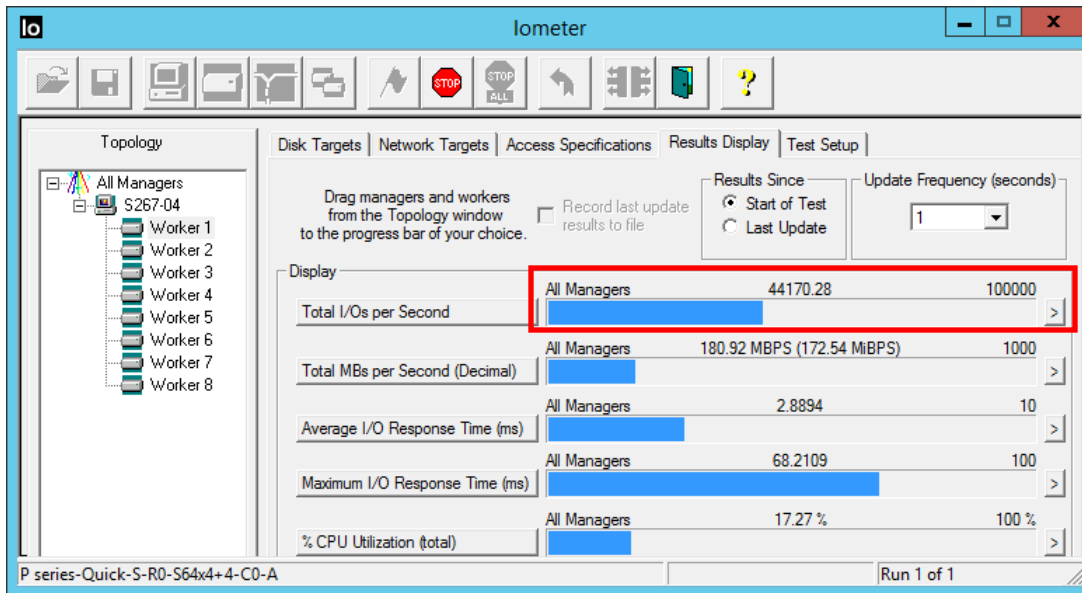 Io Iometer
STOP STOP ALL ?
Topology
Disk Targets Network Targets Access Specifications Results Display Test Setup
All Managers
S267-04
Worker 1
Worker 2
Worker 3
Worker 4
Worker 5
Worker 6
Worker 7
Worker 8
Drag managers and workers
from the Topology window
to the progress bar of your choice.
Record last update
results to file
Results Since
Start of Test
Last Update
Update Frequency (seconds)
1
Display
All Managers 44170.28 100000
Total I/Os per Second >
All Managers 180.92 MBPS (172.54 MiBPS) 1000
Total MBs per Second (Decimal) >
All Managers 2.8894 10
Average I/O Response Time (ms) >
All Managers 68.2109 100
Maximum I/O Response Time (ms) >
All Managers 17.27 % 100 %
% CPU Utilization (total) >
P series-Quick-S-R0-S64x4+4-C0-A Run 1 of 1